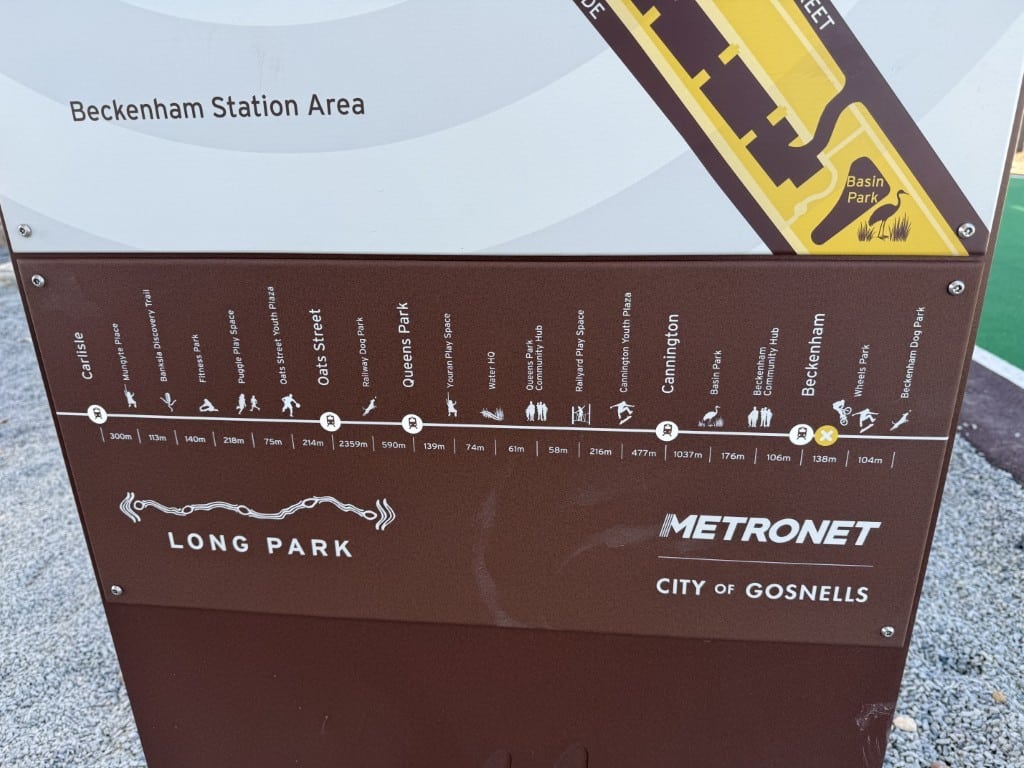 DE
REET
Beckenham Station Area
Basin
Park
Carlisle
Mungyte Place
Banksia Discovery Trail
Fitness Park
Puggle Play Space
Oats Street Youth Plaza
Oats Street
Railway Dog Park
Queens Park
Youran Play Space
Water HQ
Queens Park
Community Hub
Railyard Play Space
Cannington Youth Plaza
Cannington
Basin Park
Beckenham
Community Hub
Beckenham
Wheels Park
Beckenham Dog Park
300m 113m 140m 218m 75m 214m 2359m 590m 139m 74m 61m 58m 216m 477m 1037m 176m 106m 138m 104m
LONG PARK
METRONET
CITY OF GOSNELLS